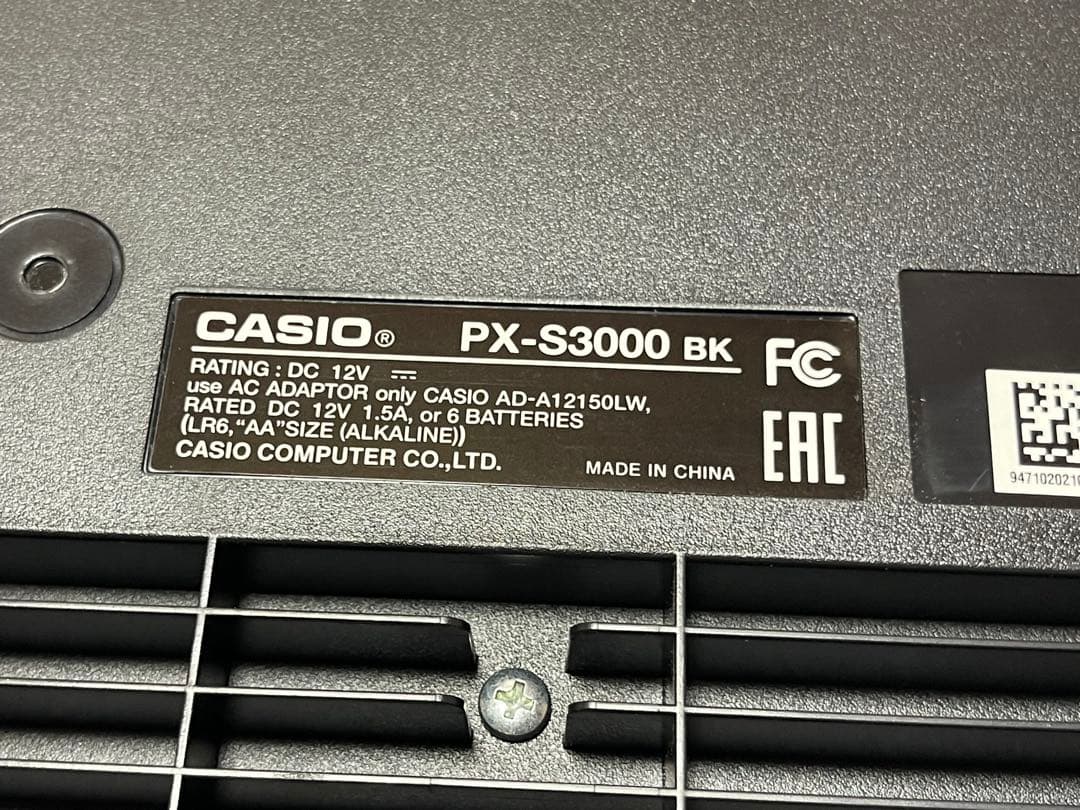 CASIO® PX-S3000 BK
RATING : DC 12V
use AC ADAPTOR only CASIO AD-A12150LW,
RATED DC 12V 1.5A, or 6 BATTERIES
(LR6,“AA”SIZE (ALKALINE))
CASIO COMPUTER CO.,LTD.
MADE IN CHINA
FC
EAC